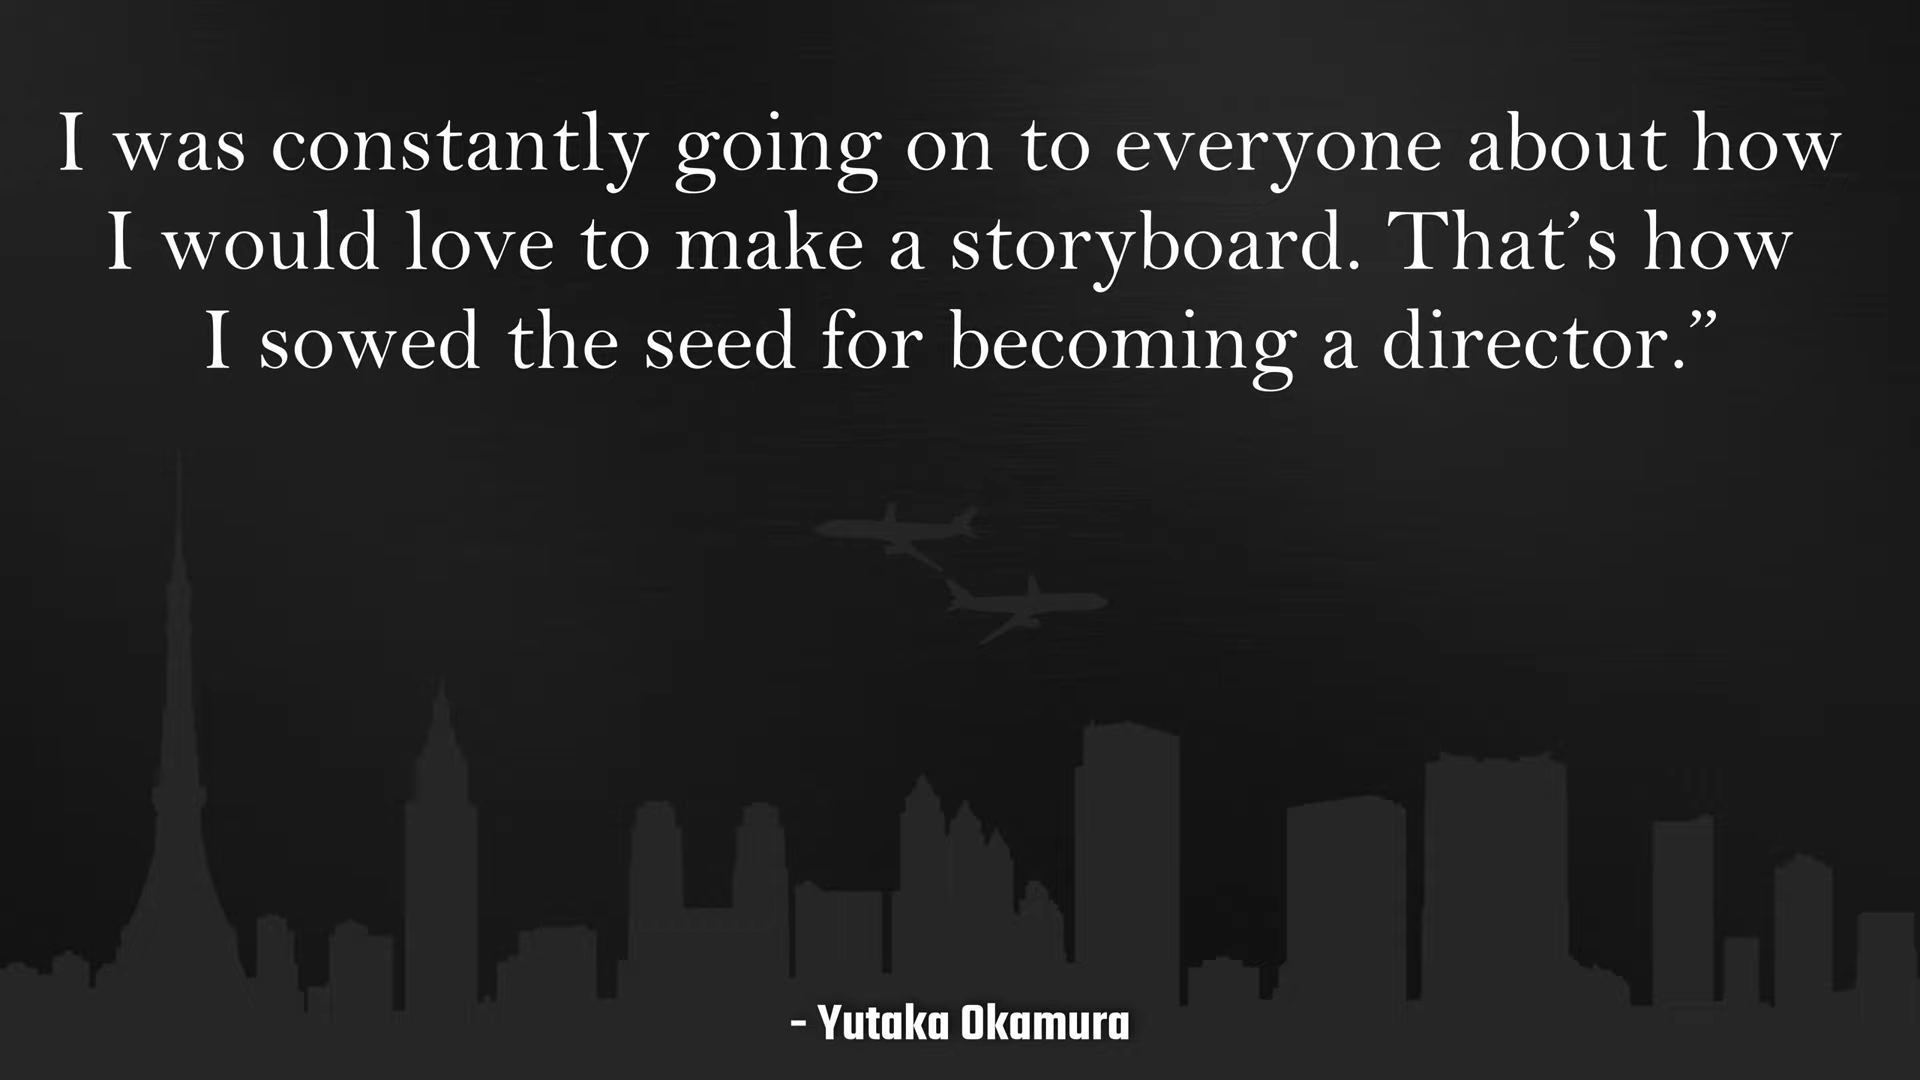 I was constantly going on to everyone about how
I would love to make a storyboard. That’s how
I sowed the seed for becoming a director.”
- Yutaka Okamura